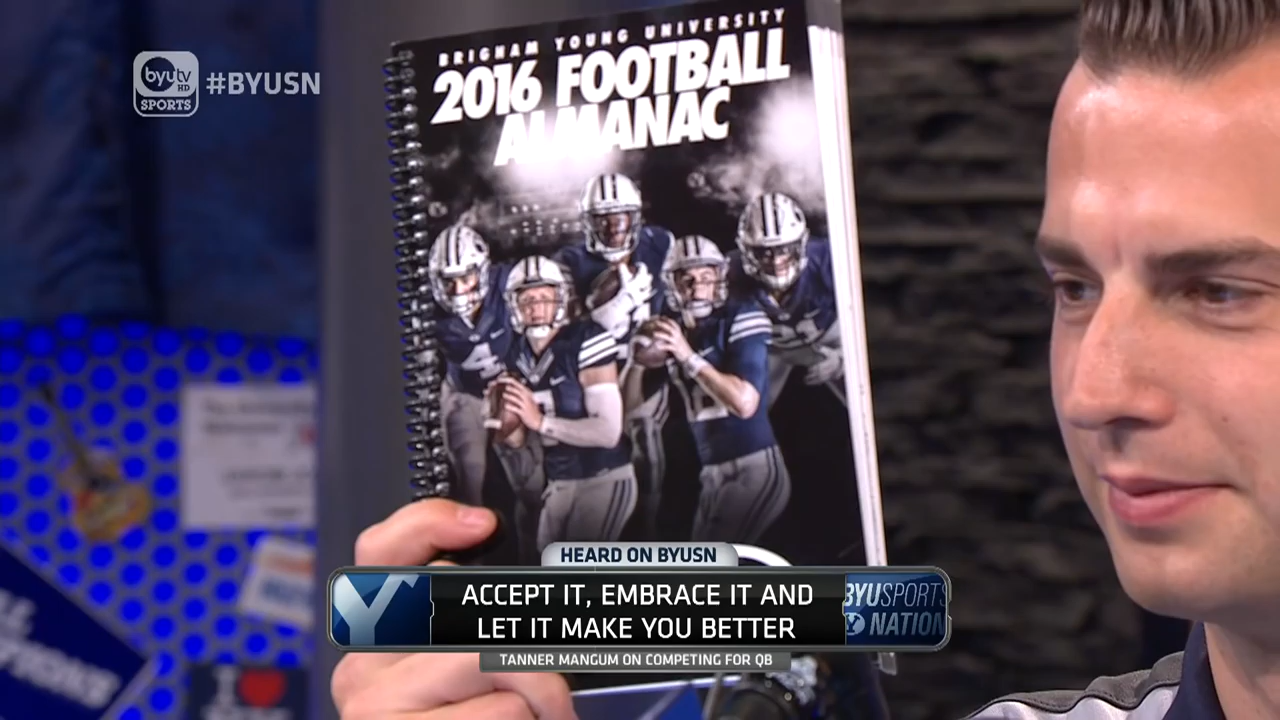 byutv
HD
SPORTS
#BYUSN
BRIGHAM YOUNG UNIVERSITY
2016 FOOTBALL
ALMANAC
4
HEARD ON BYUSN
ACCEPT IT, EMBRACE IT AND
LET IT MAKE YOU BETTER
Y
BYUSPORTS
NATION
TANNER MANGUM ON COMPETING FOR QB
I